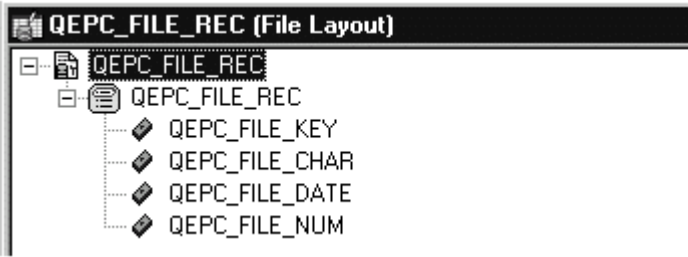 QEPC_FILE_REC (File Layout)
QEPC_FILE_REC
QEPC_FILE_REC
QEPC_FILE_KEY
QEPC_FILE_CHAR
QEPC_FILE_DATE
QEPC_FILE_NUM